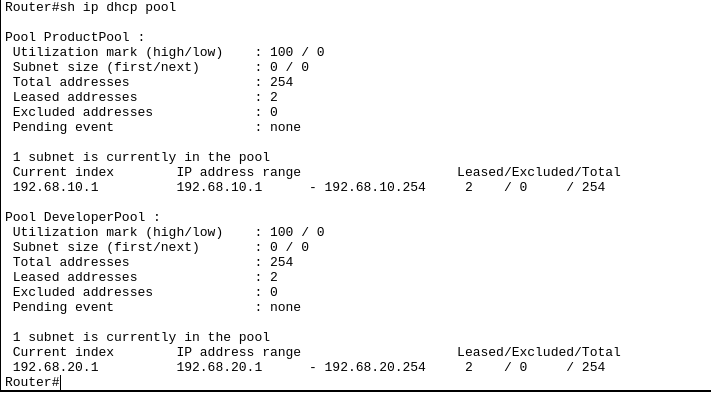 Router#sh ip dhcp pool
Pool ProductPool :
Utilization mark (high/low) : 100 / 0
Subnet size (first/next) : 0 / 0
Total addresses : 254
Leased addresses : 2
Excluded addresses : 0
Pending event : none
1 subnet is currently in the pool
Current index IP address range Leased/Excluded/Total
192.68.10.1 192.68.10.1 - 192.68.10.254 2 / 0 / 254
Pool DeveloperPool :
Utilization mark (high/low) : 100 / 0
Subnet size (first/next) : 0 / 0
Total addresses : 254
Leased addresses : 2
Excluded addresses : 0
Pending event : none
1 subnet is currently in the pool
Current index IP address range Leased/Excluded/Total
192.68.20.1 192.68.20.1 - 192.68.20.254 2 / 0 / 254
Router#